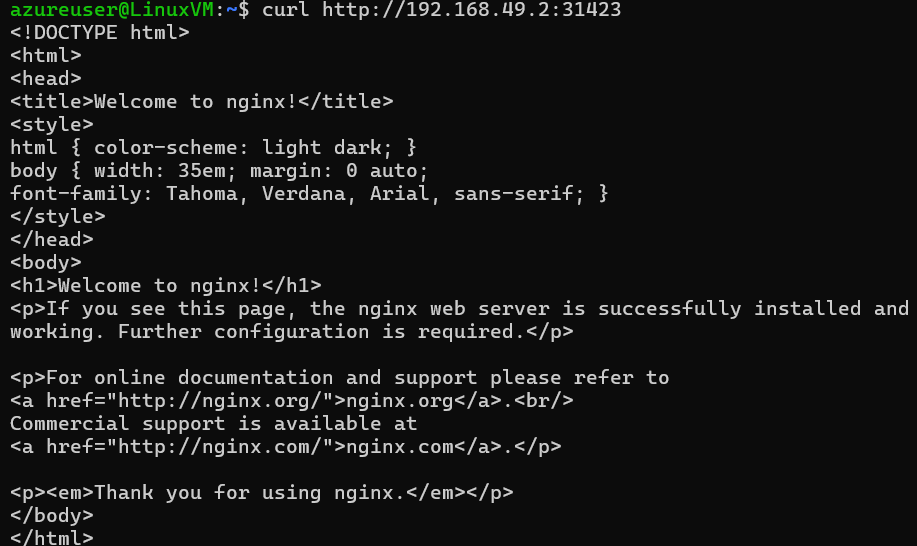 azureuser@LinuxVM:~$ curl http://192.168.49.2:31423
<!DOCTYPE html>
<html>
<head>
<title>Welcome to nginx!</title>
<style>
html { color-scheme: light dark; }
body { width: 35em; margin: 0 auto;
font-family: Tahoma, Verdana, Arial, sans-serif; }
</style>
</head>
<body>
<h1>Welcome to nginx!</h1>
<p>If you see this page, the nginx web server is successfully installed and
working. Further configuration is required.</p>

<p>For online documentation and support please refer to
<a href="http://nginx.org/">nginx.org</a>.<br/>
Commercial support is available at
<a href="http://nginx.com/">nginx.com</a>.</p>

<p><em>Thank you for using nginx.</em></p>
</body>
</html>